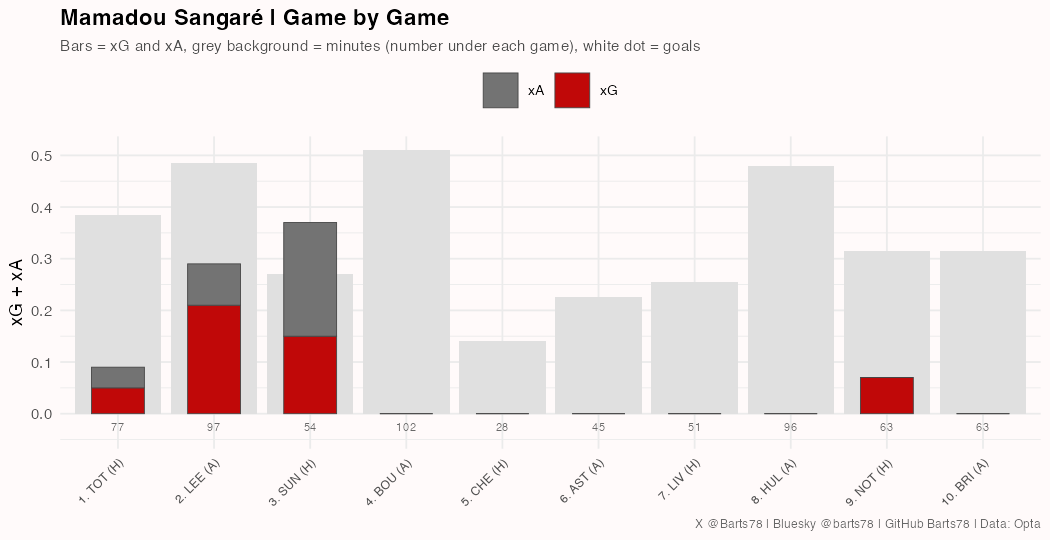 Mamadou Sangaré | Game by Game
Bars = xG and xA, grey background = minutes (number under each game), white dot = goals
xA xG
xG + xA
0.5
0.4
0.3
0.2
0.1
0.0
77 97 54 102 28 45 51 96 63 63
1. TOT (H) 2. LEE (A) 3. SUN (H) 4. BOU (A) 5. CHE (H) 6. AST (A) 7. LIV (H) 8. HUL (A) 9. NOT (H) 10. BRI (A)
X @Barts78 | Bluesky @barts78 | GitHub Barts78 | Data: Opta